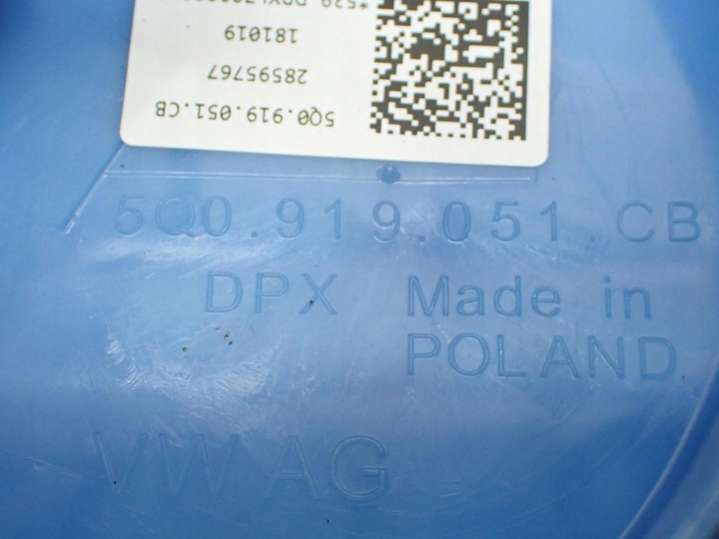 5Q0.919.051.CB
28595767
181019
5Q0.919.051.CB
DPX Made in
POLAND
VW AG